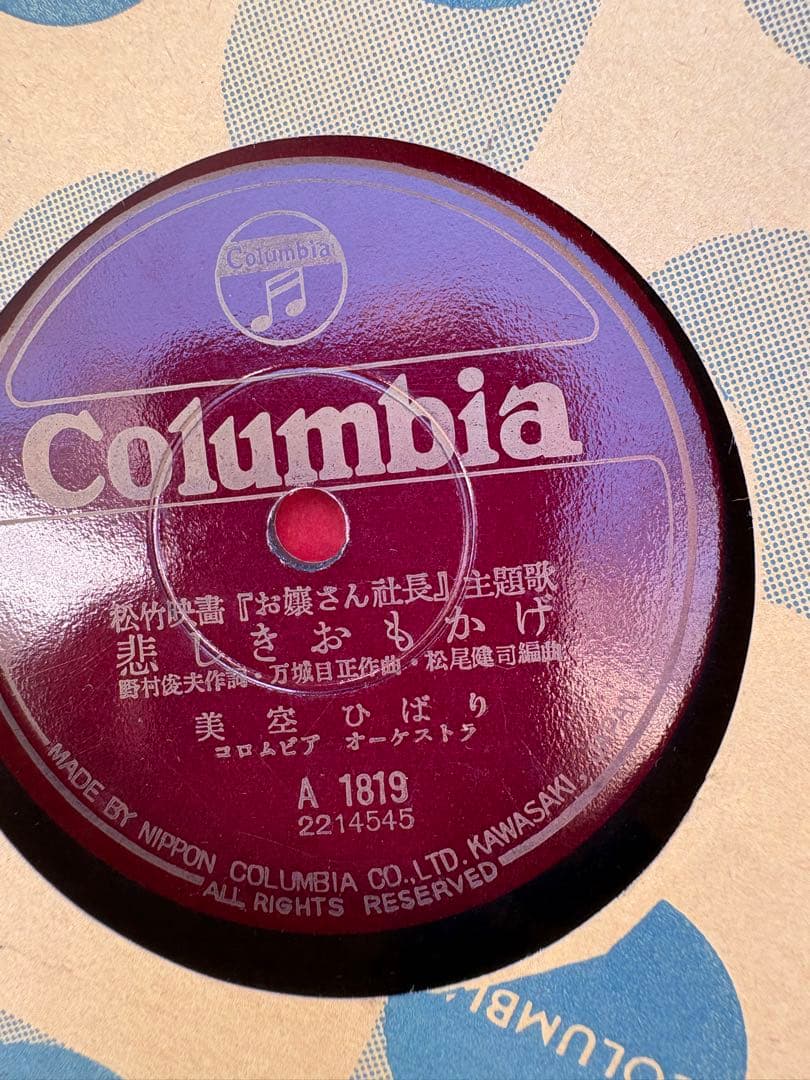 Columbia
Columbia
松竹映畵『お孃さん社長』主題歌
悲しきおもかげ
野村俊夫作詞・万城目正作曲・松尾健司編曲
美空ひばり
コロムビア オーケストラ
A 1819
2214545
MADE BY NIPPON COLUMBIA CO., LTD. KAWASAKI, JAPAN
ALL RIGHTS RESERVED